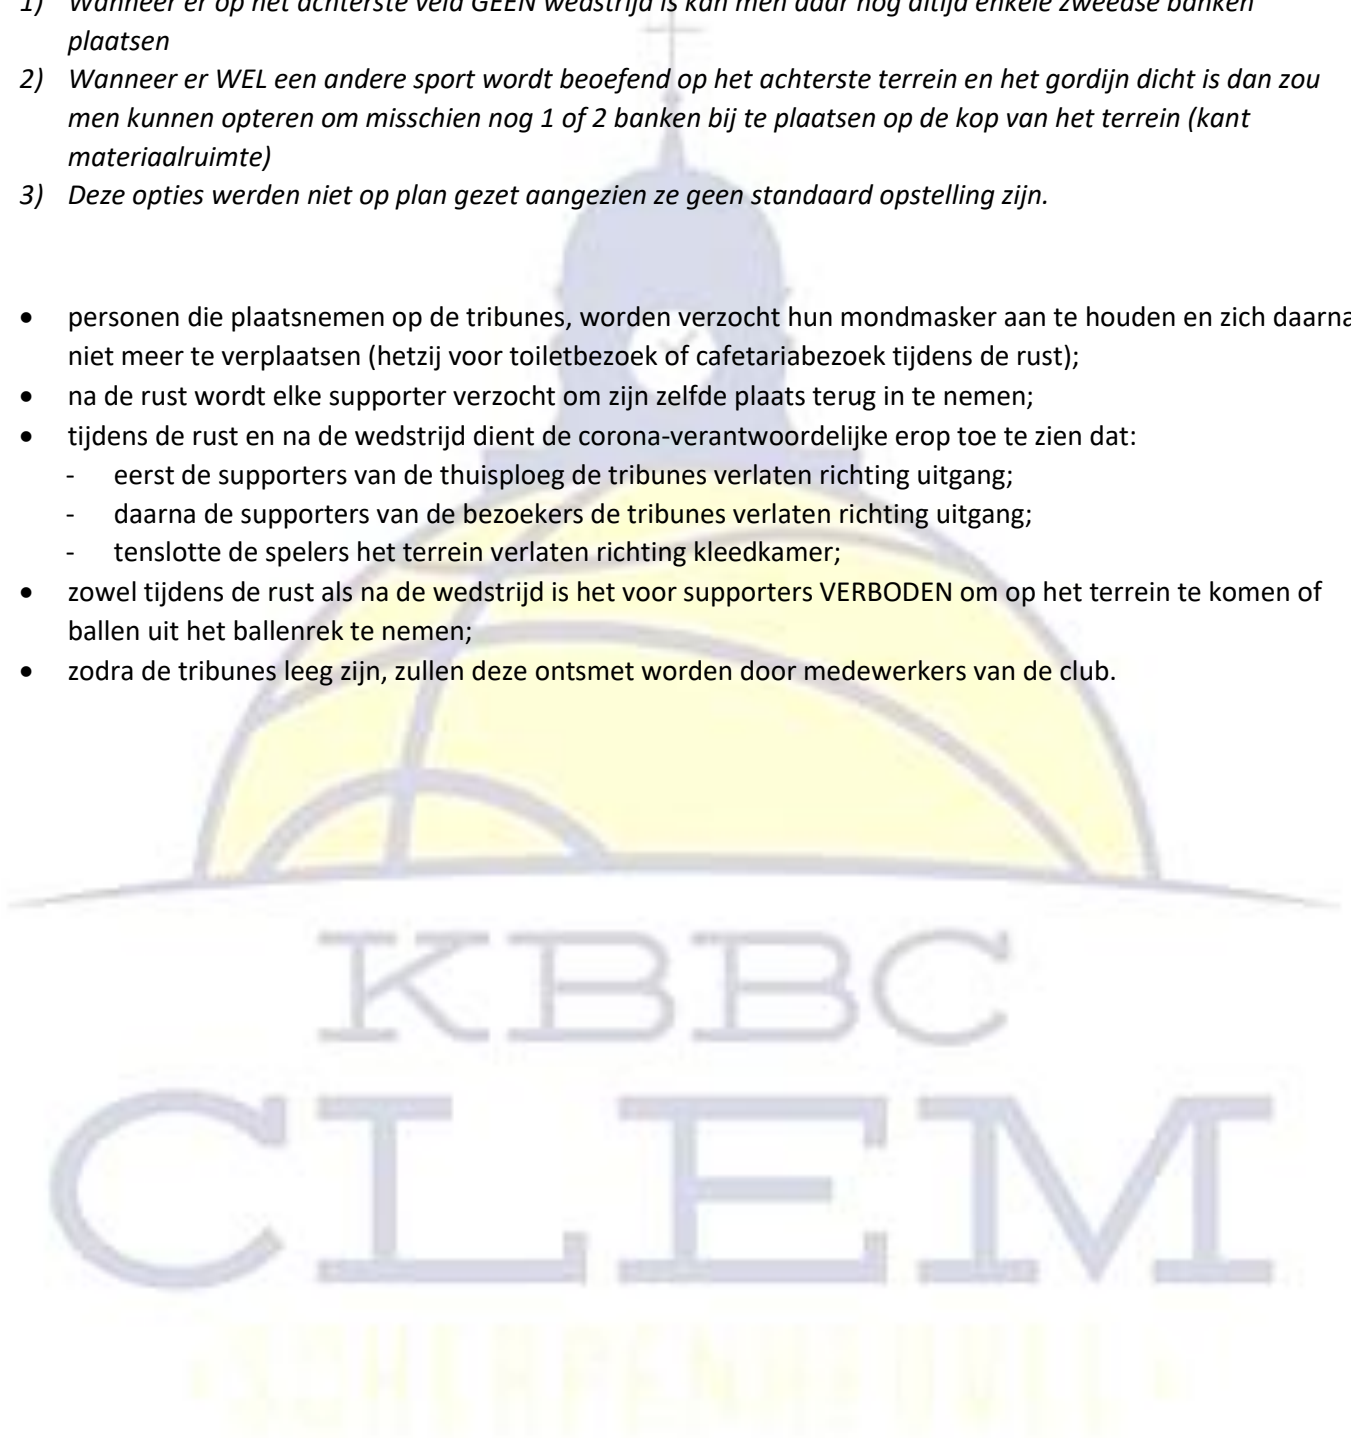 1) Wanneer er op het achterste veld GEEN wedstrijd is kan men daar nog altijd enkele zweedse banken
plaatsen
2) Wanneer er WEL een andere sport wordt beoefend op het achterste terrein en het gordijn dicht is dan zou
men kunnen opteren om misschien nog 1 of 2 banken bij te plaatsen op de kop van het terrein (kant
materiaalruimte)
3) Deze opties werden niet op plan gezet aangezien ze geen standaard opstelling zijn.
• personen die plaatsnemen op de tribunes, worden verzocht hun mondmasker aan te houden en zich daarna
niet meer te verplaatsen (hetzij voor toiletbezoek of cafetariabezoek tijdens de rust);
• na de rust wordt elke supporter verzocht om zijn zelfde plaats terug in te nemen;
• tijdens de rust en na de wedstrijd dient de corona-verantwoordelijke erop toe te zien dat:
- eerst de supporters van de thuisploeg de tribunes verlaten richting uitgang;
- daarna de supporters van de bezoekers de tribunes verlaten richting uitgang;
- tenslotte de spelers het terrein verlaten richting kleedkamer;
• zowel tijdens de rust als na de wedstrijd is het voor supporters VERBODEN om op het terrein te komen of
ballen uit het ballenrek te nemen;
• zodra de tribunes leeg zijn, zullen deze ontsmet worden door medewerkers van de club.
KBBC
CLEM
SCHERPENHEUVEL